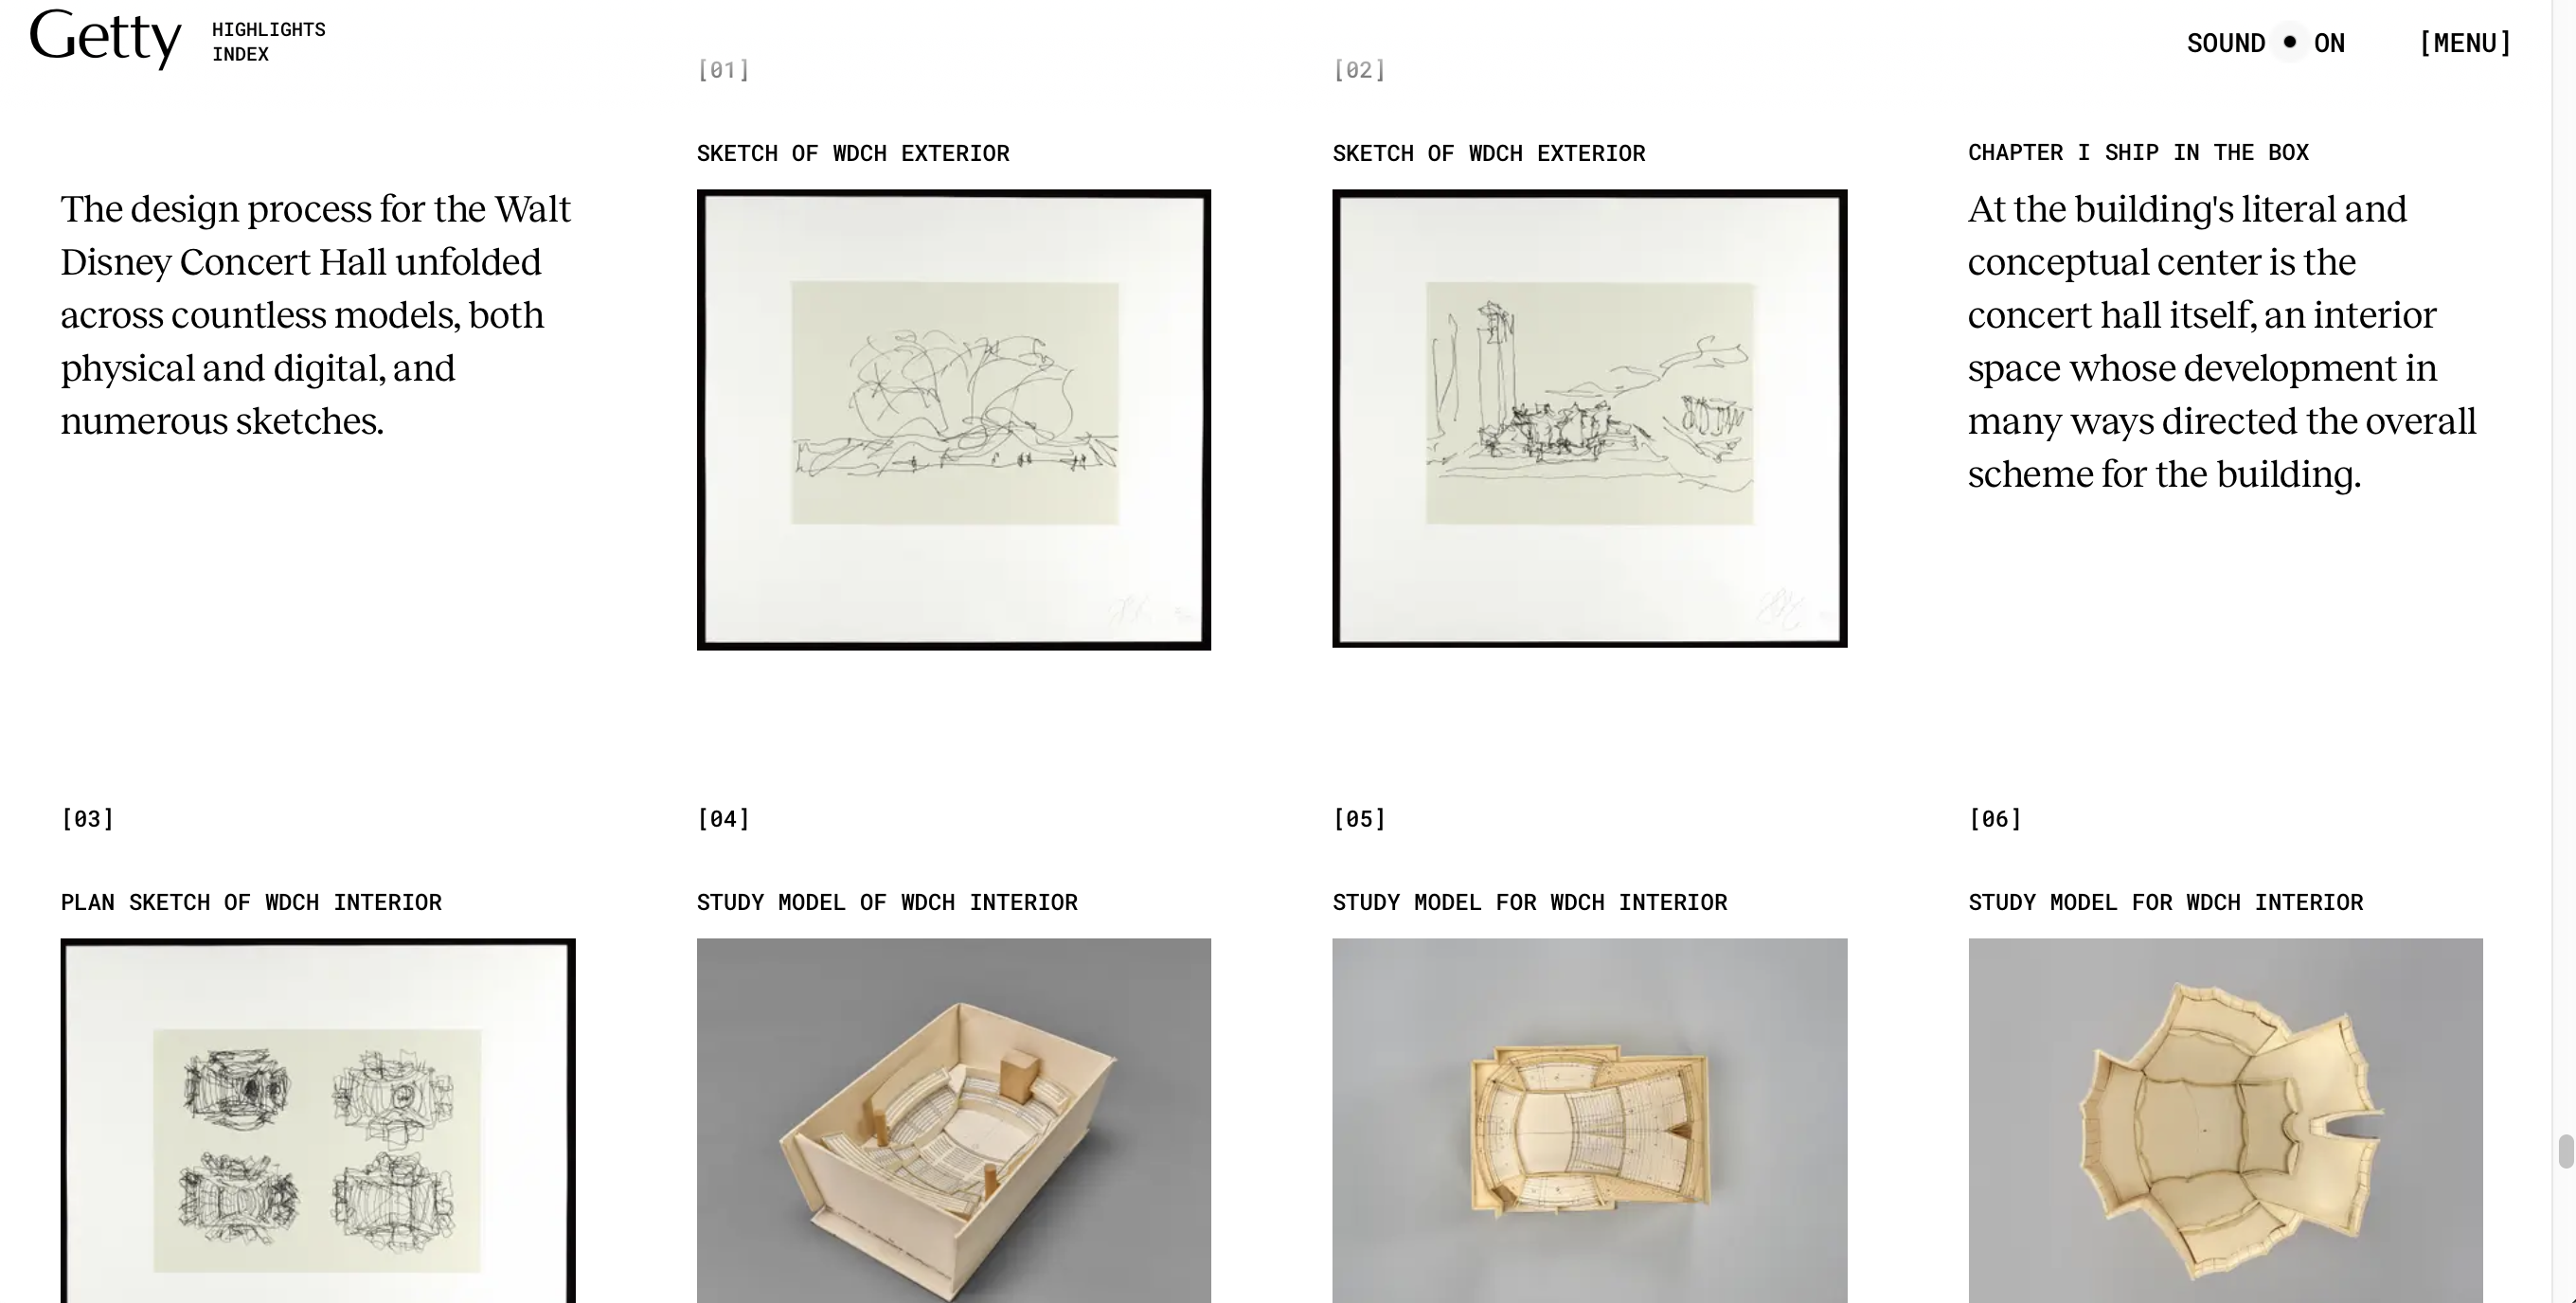 Getty
HIGHLIGHTS
INDEX
SOUND ON
[MENU]
[01]
[02]
The design process for the Walt
Disney Concert Hall unfolded
across countless models, both
physical and digital, and
numerous sketches.
SKETCH OF WDCH EXTERIOR
SKETCH OF WDCH EXTERIOR
CHAPTER I SHIP IN THE BOX
At the building's literal and
conceptual center is the
concert hall itself, an interior
space whose development in
many ways directed the overall
scheme for the building.
[03]
PLAN SKETCH OF WDCH INTERIOR
[04]
STUDY MODEL OF WDCH INTERIOR
[05]
STUDY MODEL FOR WDCH INTERIOR
[06]
STUDY MODEL FOR WDCH INTERIOR